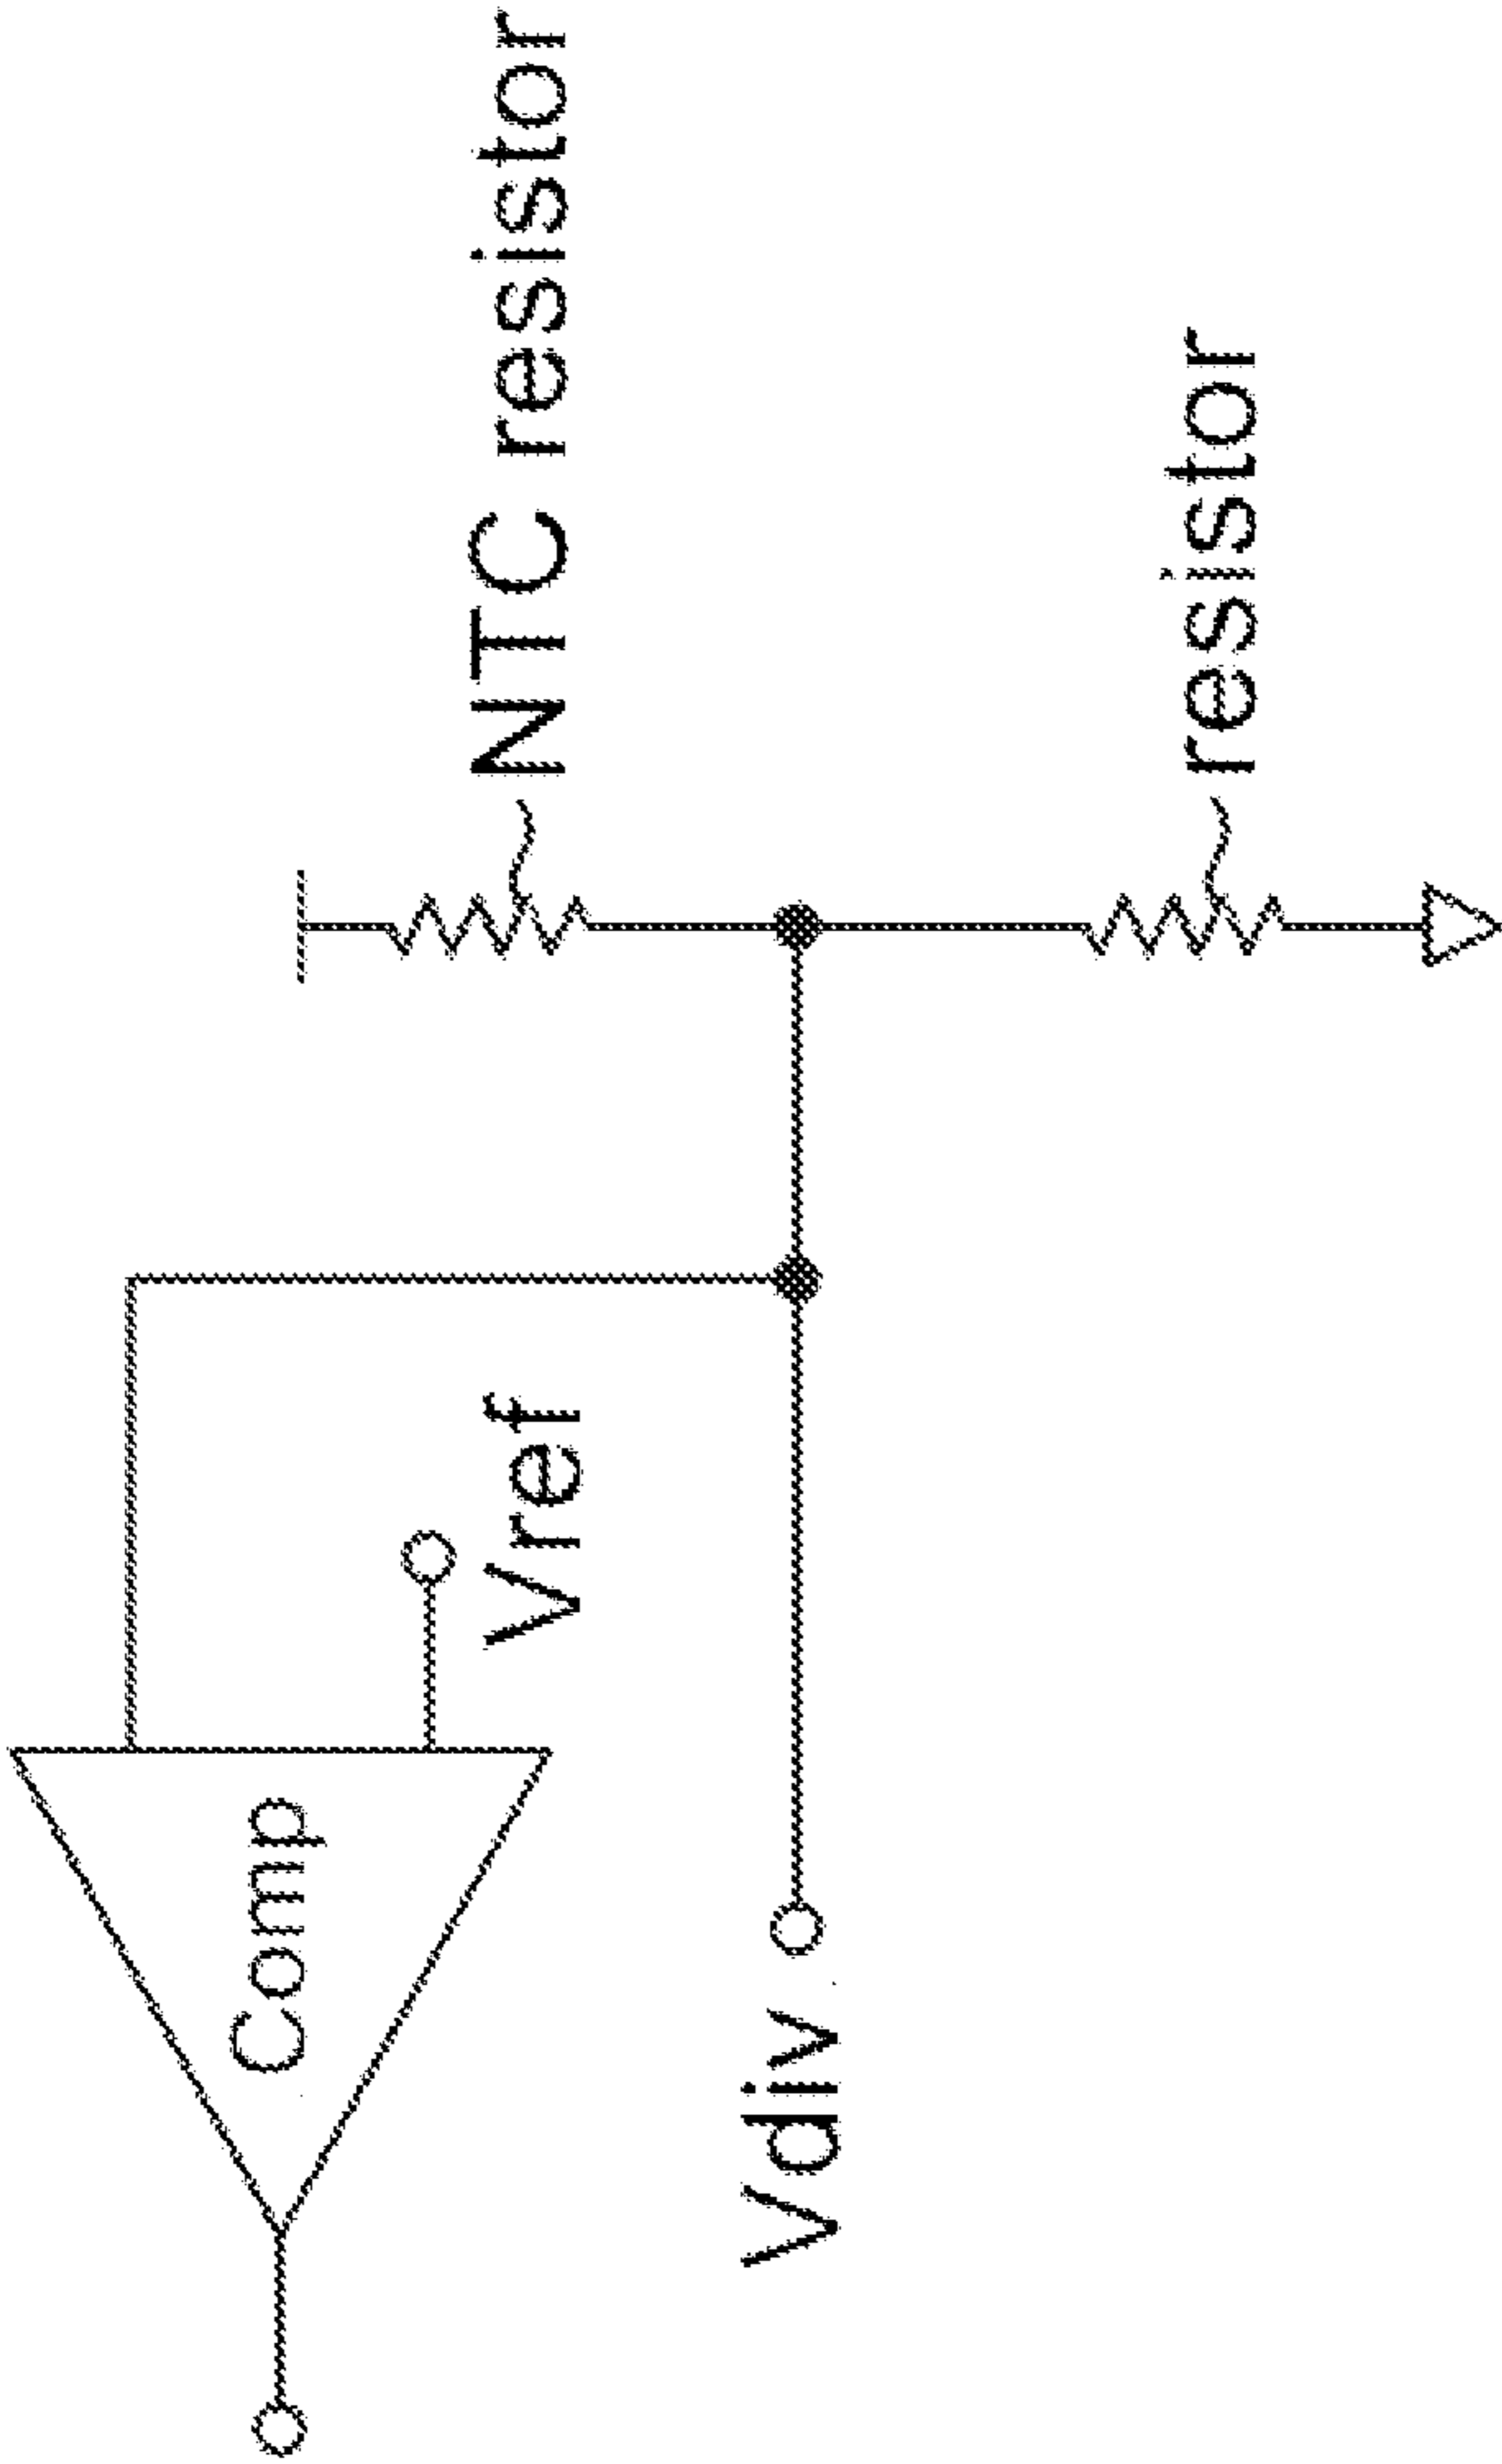 NTC resistor
resistor
Vref
Comp
Vdiv